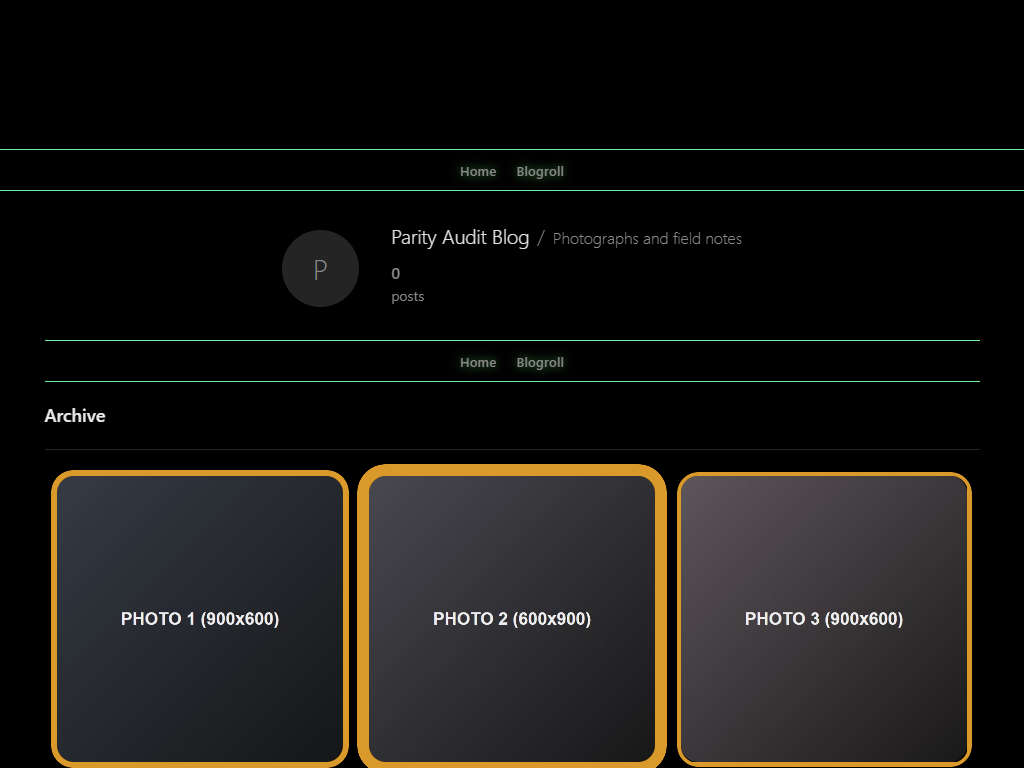 Home Blogroll
P
Parity Audit Blog / Photographs and field notes
0
posts
Home Blogroll
Archive
PHOTO 1 (900x600)
PHOTO 2 (600x900)
PHOTO 3 (900x600)